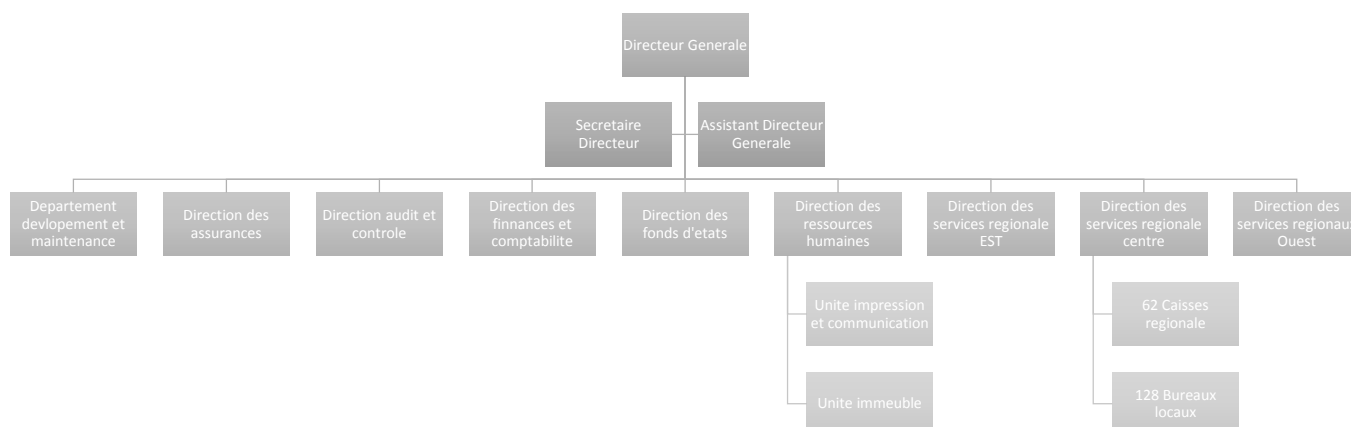 Directeur Generale
Secretaire
Directeur
Assistant Directeur
Generale
Departement
devlopement et
maintenance
Direction des
assurances
Direction audit et
controle
Direction des
finnances et
comptabilite
Direction des
fonds d'etats
Direction des
ressources
humaines
Direction des
services regionale
EST
Direction des
services regionale
centre
Direction des
services regionaux
Ouest
Unite impression
et communication
62 Caisses
regionale
Unite immeuble
128 Bureaux
locaux